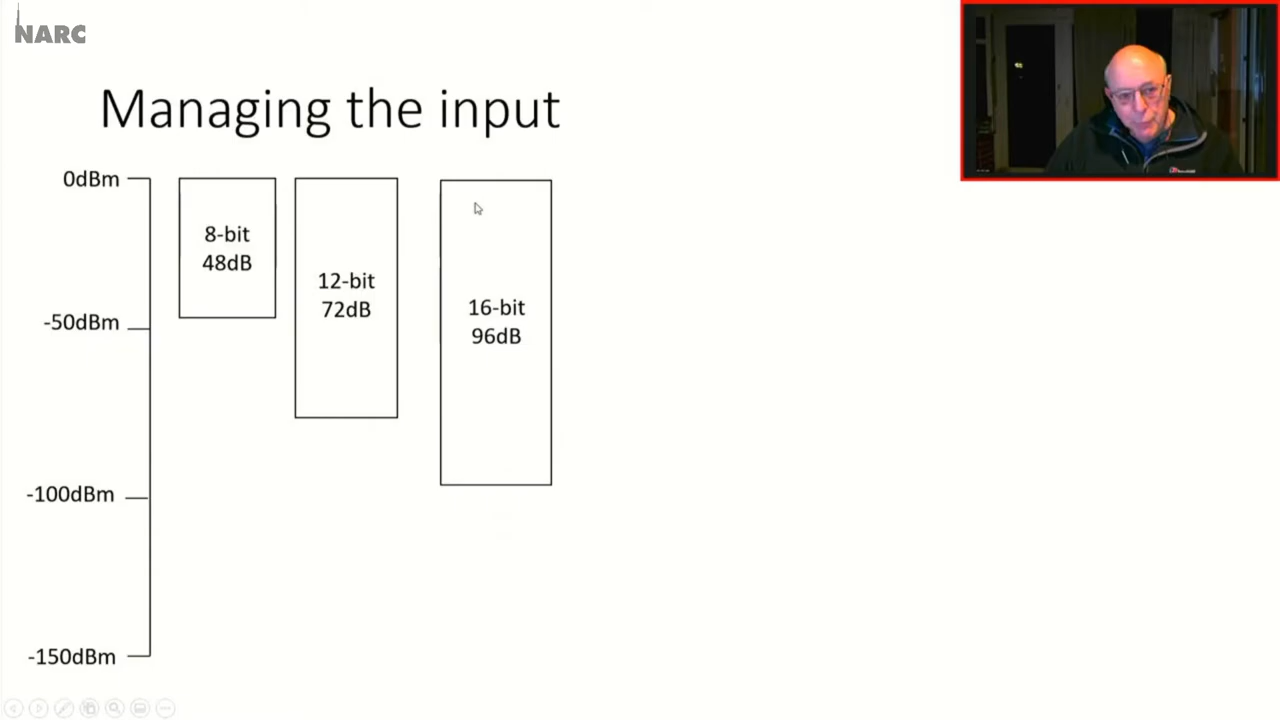 NARC
Managing the input
0dBm
8-bit
48dB
12-bit
72dB
16-bit
96dB
-50dBm
-100dBm
-150dBm